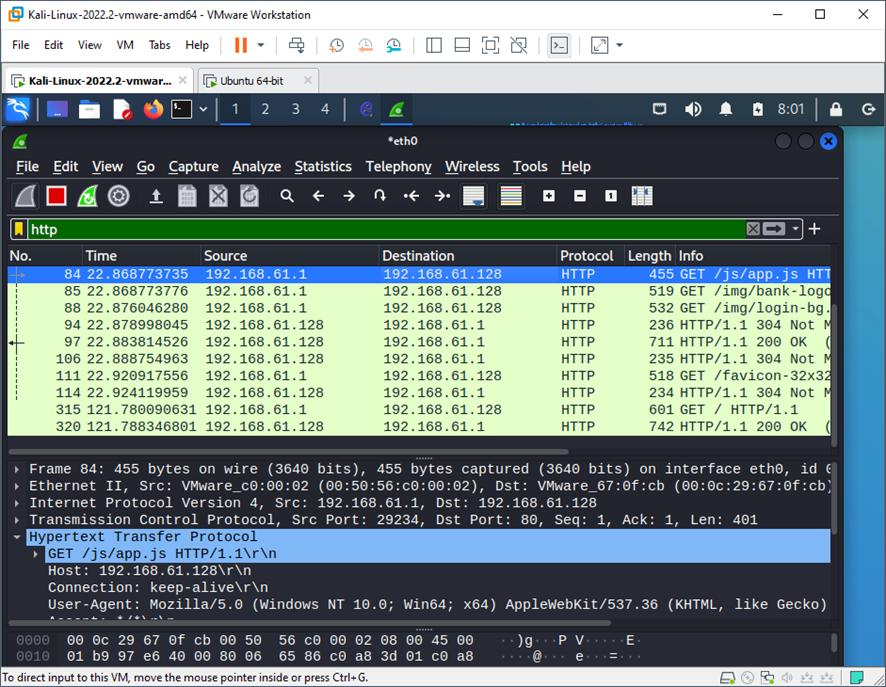 Kali-Linux-2022.2-vmware-amd64 - VMware Workstation
File Edit View VM Tabs Help
Kali-Linux-2022.2-vmwar... Ubuntu 64-bit
1 2 3 4 8:01
*eth0
File Edit View Go Capture Analyze Statistics Telephony Wireless Tools Help
http
No. Time Source Destination Protocol Length Info
84 22.868773735 192.168.61.1 192.168.61.128 HTTP 455 GET /js/app.js HTT
85 22.868773776 192.168.61.1 192.168.61.128 HTTP 519 GET /img/bank-logo
88 22.876046280 192.168.61.1 192.168.61.128 HTTP 532 GET /img/login-bg.
94 22.878998045 192.168.61.128 192.168.61.1 HTTP 236 HTTP/1.1 304 Not M
97 22.883814526 192.168.61.128 192.168.61.1 HTTP 711 HTTP/1.1 200 OK (
106 22.888754963 192.168.61.128 192.168.61.1 HTTP 235 HTTP/1.1 304 Not M
111 22.920917556 192.168.61.1 192.168.61.128 HTTP 518 GET /favicon-32x32
114 22.924119959 192.168.61.128 192.168.61.1 HTTP 234 HTTP/1.1 304 Not M
315 121.780090631 192.168.61.1 192.168.61.128 HTTP 601 GET / HTTP/1.1
320 121.788346801 192.168.61.128 192.168.61.1 HTTP 742 HTTP/1.1 200 OK (
Frame 84: 455 bytes on wire (3640 bits), 455 bytes captured (3640 bits) on interface eth0, id 0
Ethernet II, Src: VMware_c0:00:02 (00:50:56:c0:00:02), Dst: VMware_67:0f:cb (00:0c:29:67:0f:cb)
Internet Protocol Version 4, Src: 192.168.61.1, Dst: 192.168.61.128
Transmission Control Protocol, Src Port: 29234, Dst Port: 80, Seq: 1, Ack: 1, Len: 401
Hypertext Transfer Protocol
GET /js/app.js HTTP/1.1\r\n
Host: 192.168.61.128\r\n
Connection: keep-alive\r\n
User-Agent: Mozilla/5.0 (Windows NT 10.0; Win64; x64) AppleWebKit/537.36 (KHTML, like Gecko)
Accept: */*\r\n
0000 00 0c 29 67 0f cb 00 50 56 c0 00 02 08 00 45 00 ··)g···P V·····E·
0010 01 b9 97 e6 40 00 80 06 65 86 c0 a8 3d 01 c0 a8 ····@··· e···=···
To direct input to this VM, move the mouse pointer inside or press Ctrl+G.